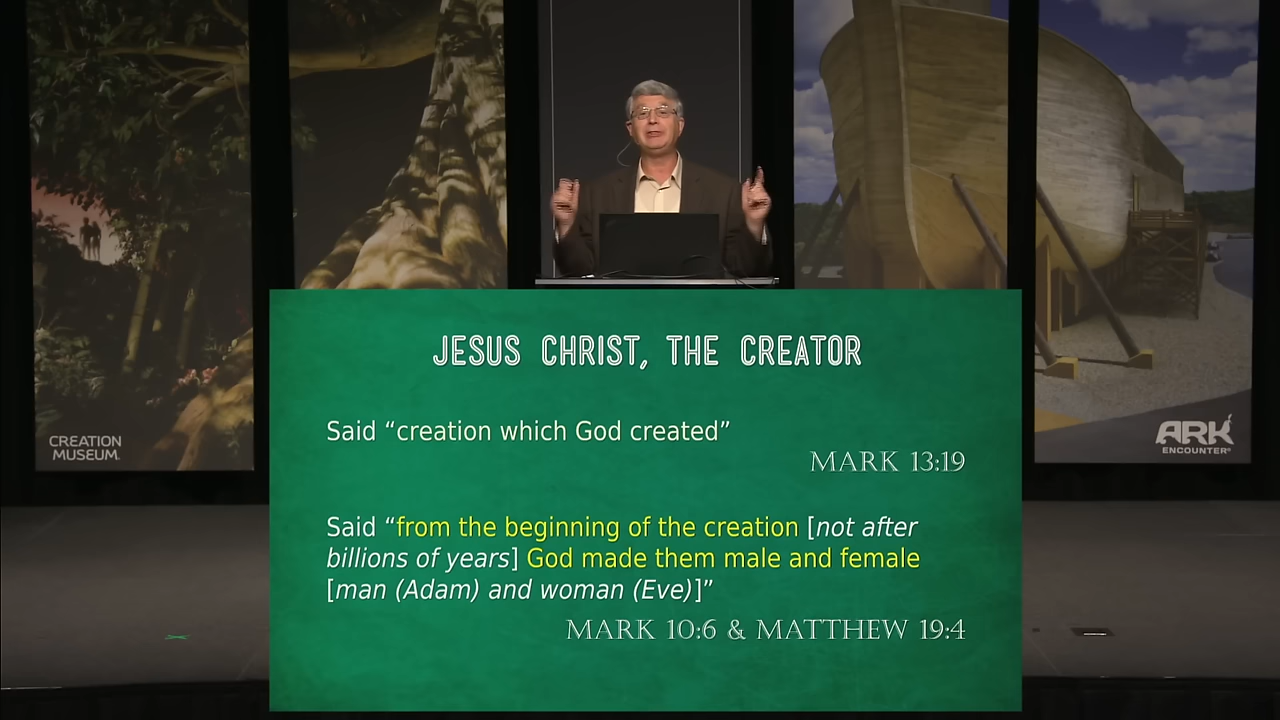 JESUS CHRIST, THE CREATOR
Said “creation which God created”
MARK 13:19
Said “from the beginning of the creation [not after
billions of years] God made them male and female
[man (Adam) and woman (Eve)]”
MARK 10:6 & MATTHEW 19:4
CREATION
MUSEUM.
ARK
ENCOUNTER®